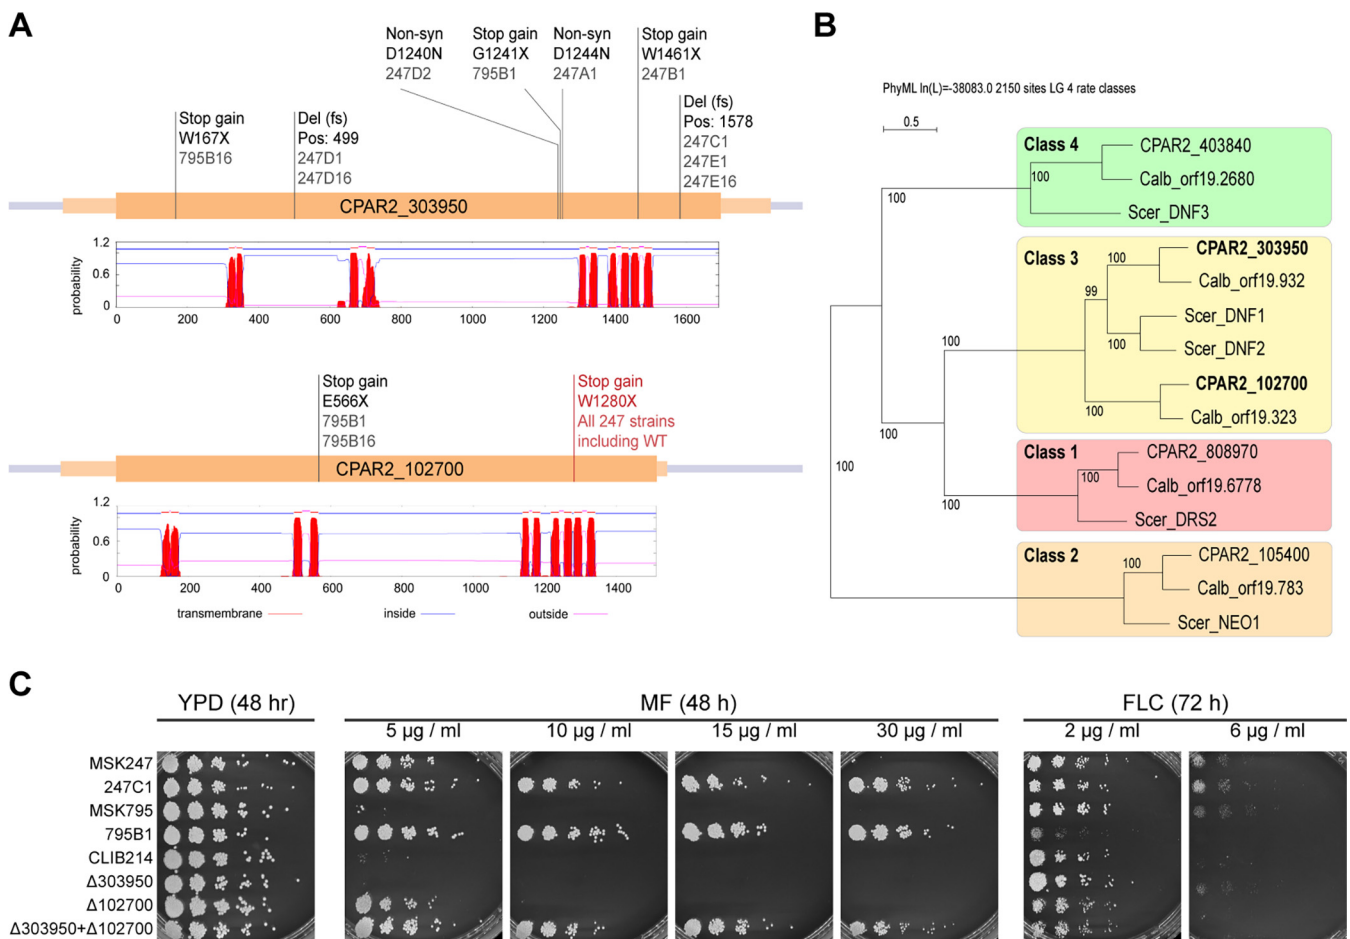 A
Non-syn
D1240N
247D2
Stop gain
G1241X
795B1
Non-syn
D1244N
247A1
Stop gain
W1461X
247B1
Stop gain
W167X
795B16
Del (fs)
Pos: 499
247D1
247D16
Del (fs)
Pos: 1578
247C1
247E1
247E16
CPAR2_303950
probability
1.2
0.6
0
0 200 400 600 800 1000 1200 1400 1600
Stop gain
E566X
795B1
795B16
Stop gain
W1280X
All 247 strains
including WT
CPAR2_102700
probability
1.2
0.6
0
0 200 400 600 800 1000 1200 1400
transmembrane inside outside
B
PhyML ln(L)=-38083.0 2150 sites LG 4 rate classes
0.5
Class 4
CPAR2_403840
100
Calb_orf19.2680
100
Scer_DNF3
Class 3
CPAR2_303950
100
Calb_orf19.932
99
Scer_DNF1
100
Scer_DNF2
100
CPAR2_102700
100
Calb_orf19.323
100
Class 1
CPAR2_808970
100
Calb_orf19.6778
100
100
Scer_DRS2
Class 2
CPAR2_105400
100
Calb_orf19.783
Scer_NEO1
C
YPD (48 hr) MF (48 h) FLC (72 h)
5 µg / ml 10 µg / ml 15 µg / ml 30 µg / ml 2 µg / ml 6 µg / ml
MSK247
247C1
MSK795
795B1
CLIB214
Δ303950
Δ102700
Δ303950+Δ102700